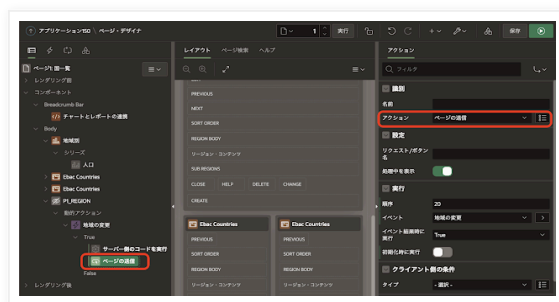 アプリケーション150 \ ページ・デザイナ
1
実行
保存
レイアウト ページ検索 ヘルプ
アクション
ページ1: 国一覧
レンダリング前
コンポーネント
Breadcrumb Bar
チャートとレポートの連携
Body
地域別
シリーズ
人口
Ebac Countries
Ebac Countries
P1_REGION
動的アクション
地域の変更
True
サーバー側のコードを実行
ページの送信
False
レンダリング後
PREVIOUS
NEXT
SORT ORDER
REGION BODY
リージョン・コンテンツ
SUB REGIONS
CLOSE HELP DELETE CHANGE
CREATE
Ebac Countries Ebac Countries
PREVIOUS PREVIOUS
SORT ORDER SORT ORDER
REGION BODY REGION BODY
リージョン・コンテンツ リージョン・コンテンツ
フィルタ
識別
名前
アクション ページの送信
設定
リクエスト/ボタン名
処理中を表示
実行
順序 20
イベント 地域の変更
イベント結果時に実行 True
初期化時に実行
クライアント側の条件
タイプ - 選択 -